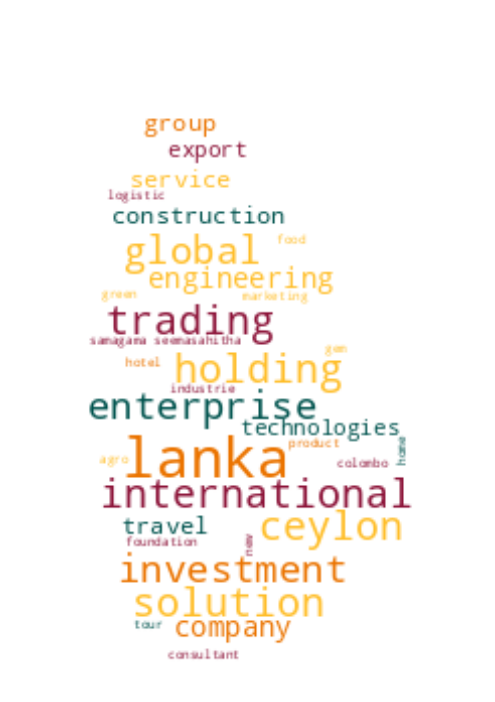 group
export
service
logistic
construction
food
global
engineering
green marketing
trading
samagama seemasahitha
gem
hotel holding
industrie
enterprise
technologies
product
home
agro lanka
colombo
international
travel ceylon
foundation new
investment
solution
tour company
consultant